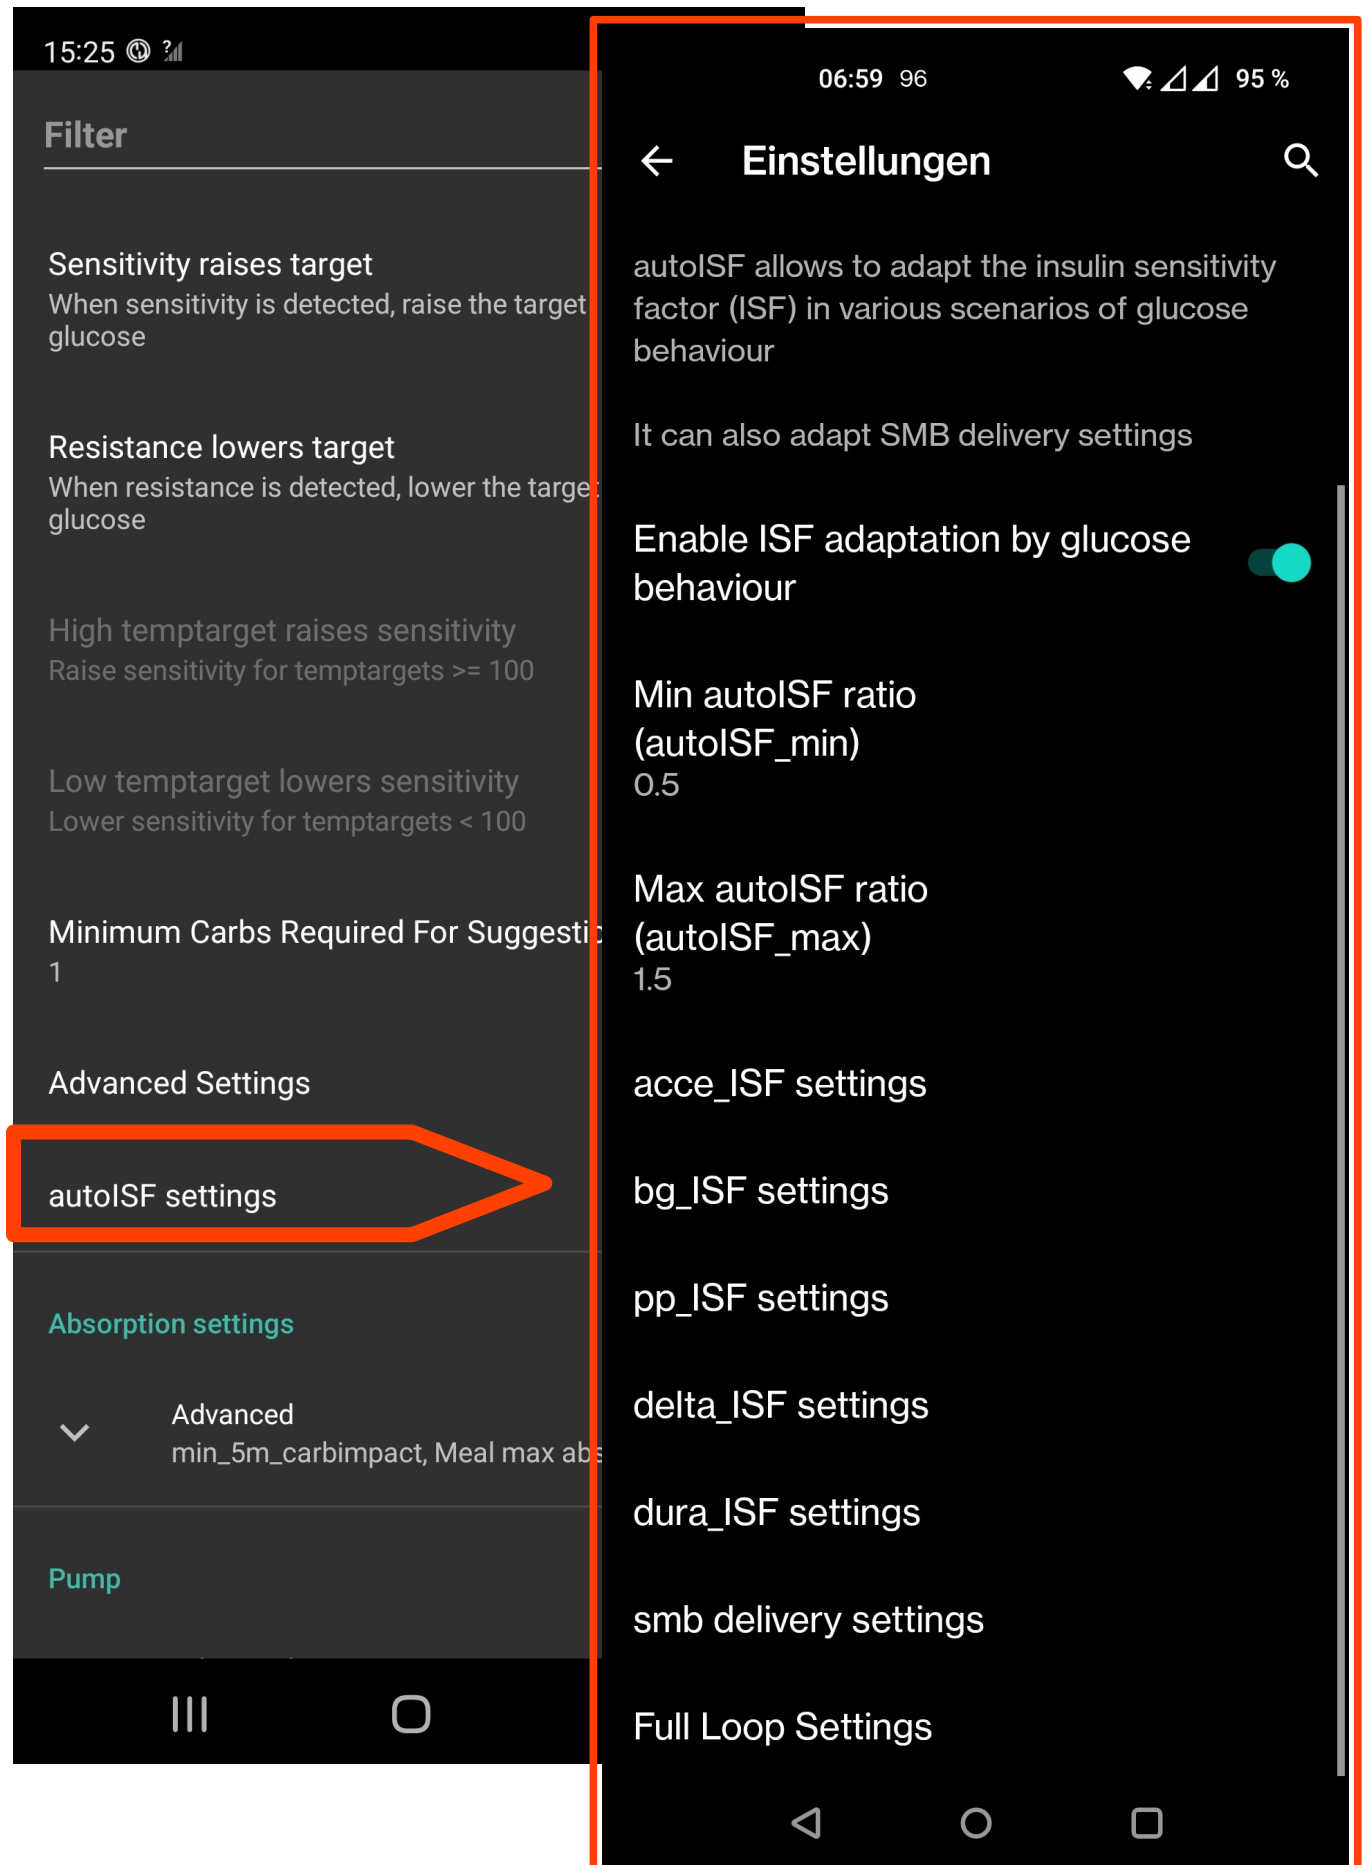 15:25
Filter
Sensitivity raises target
When sensitivity is detected, raise the target
glucose
Resistance lowers target
When resistance is detected, lower the target
glucose
High temptarget raises sensitivity
Raise sensitivity for temptargets >= 100
Low temptarget lowers sensitivity
Lower sensitivity for temptargets < 100
Minimum Carbs Required For
1
Advanced Settings
autoISF settings
Absorption settings
Advanced
min_5m_carbimpact, Meal max
Pump
06:59 96 95 %
Einstellungen
autoISF allows to adapt the insulin sensitivity
factor (ISF) in various scenarios of glucose
behaviour
It can also adapt SMB delivery settings
Enable ISF adaptation by glucose
behaviour
Min autoISF ratio
(autoISF_min)
0.5
Max autoISF ratio
(autoISF_max)
1.5
acce_ISF settings
bg_ISF settings
pp_ISF settings
delta_ISF settings
dura_ISF settings
smb delivery settings
Full Loop Settings